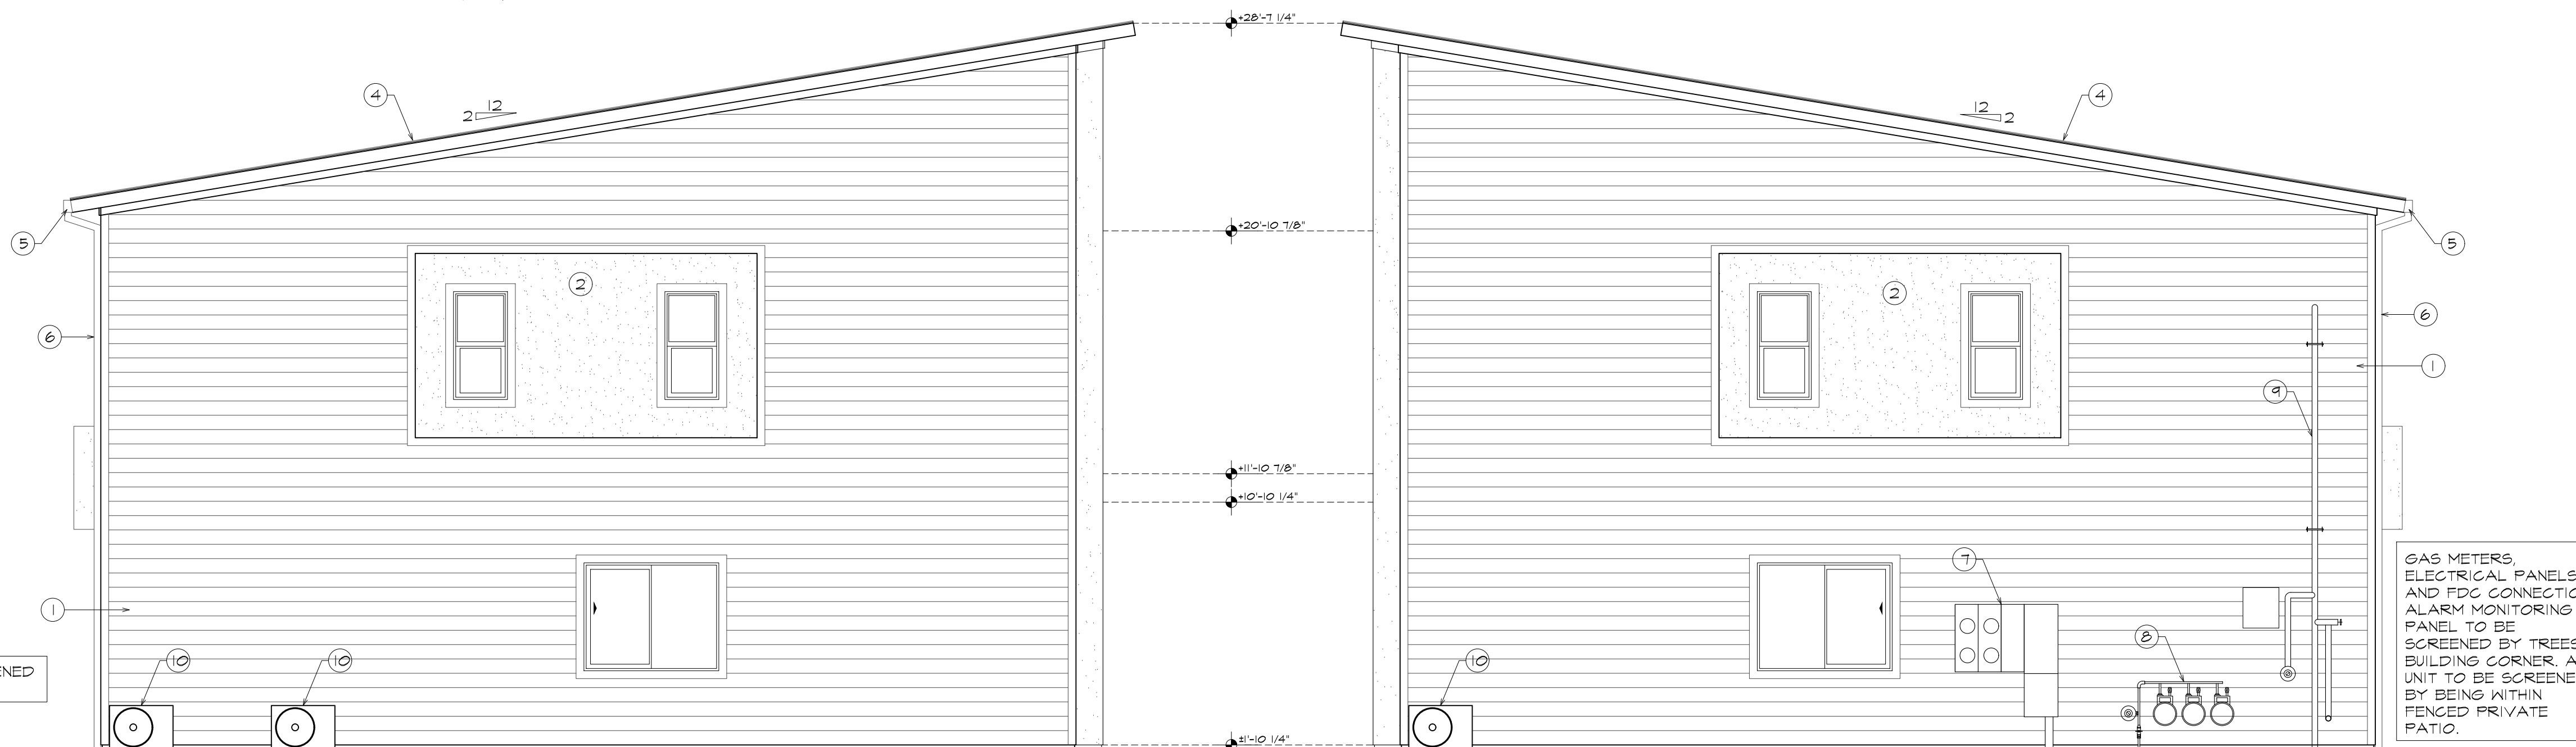 +28'-7 1/4"
4
12
2
12
2
4
+20'-10 7/8"
5
5
2
2
6
6
1
9
+11'-10 7/8"
+10'-10 1/4"
7
1
10
10
10
8
ENED
GAS METERS,
ELECTRICAL PANELS
AND FDC CONNECTIO
ALARM MONITORING
PANEL TO BE
SCREENED BY TREES
BUILDING CORNER. A
UNIT TO BE SCREENE
BY BEING WITHIN
FENCED PRIVATE
PATIO.
±1'-10 1/4"